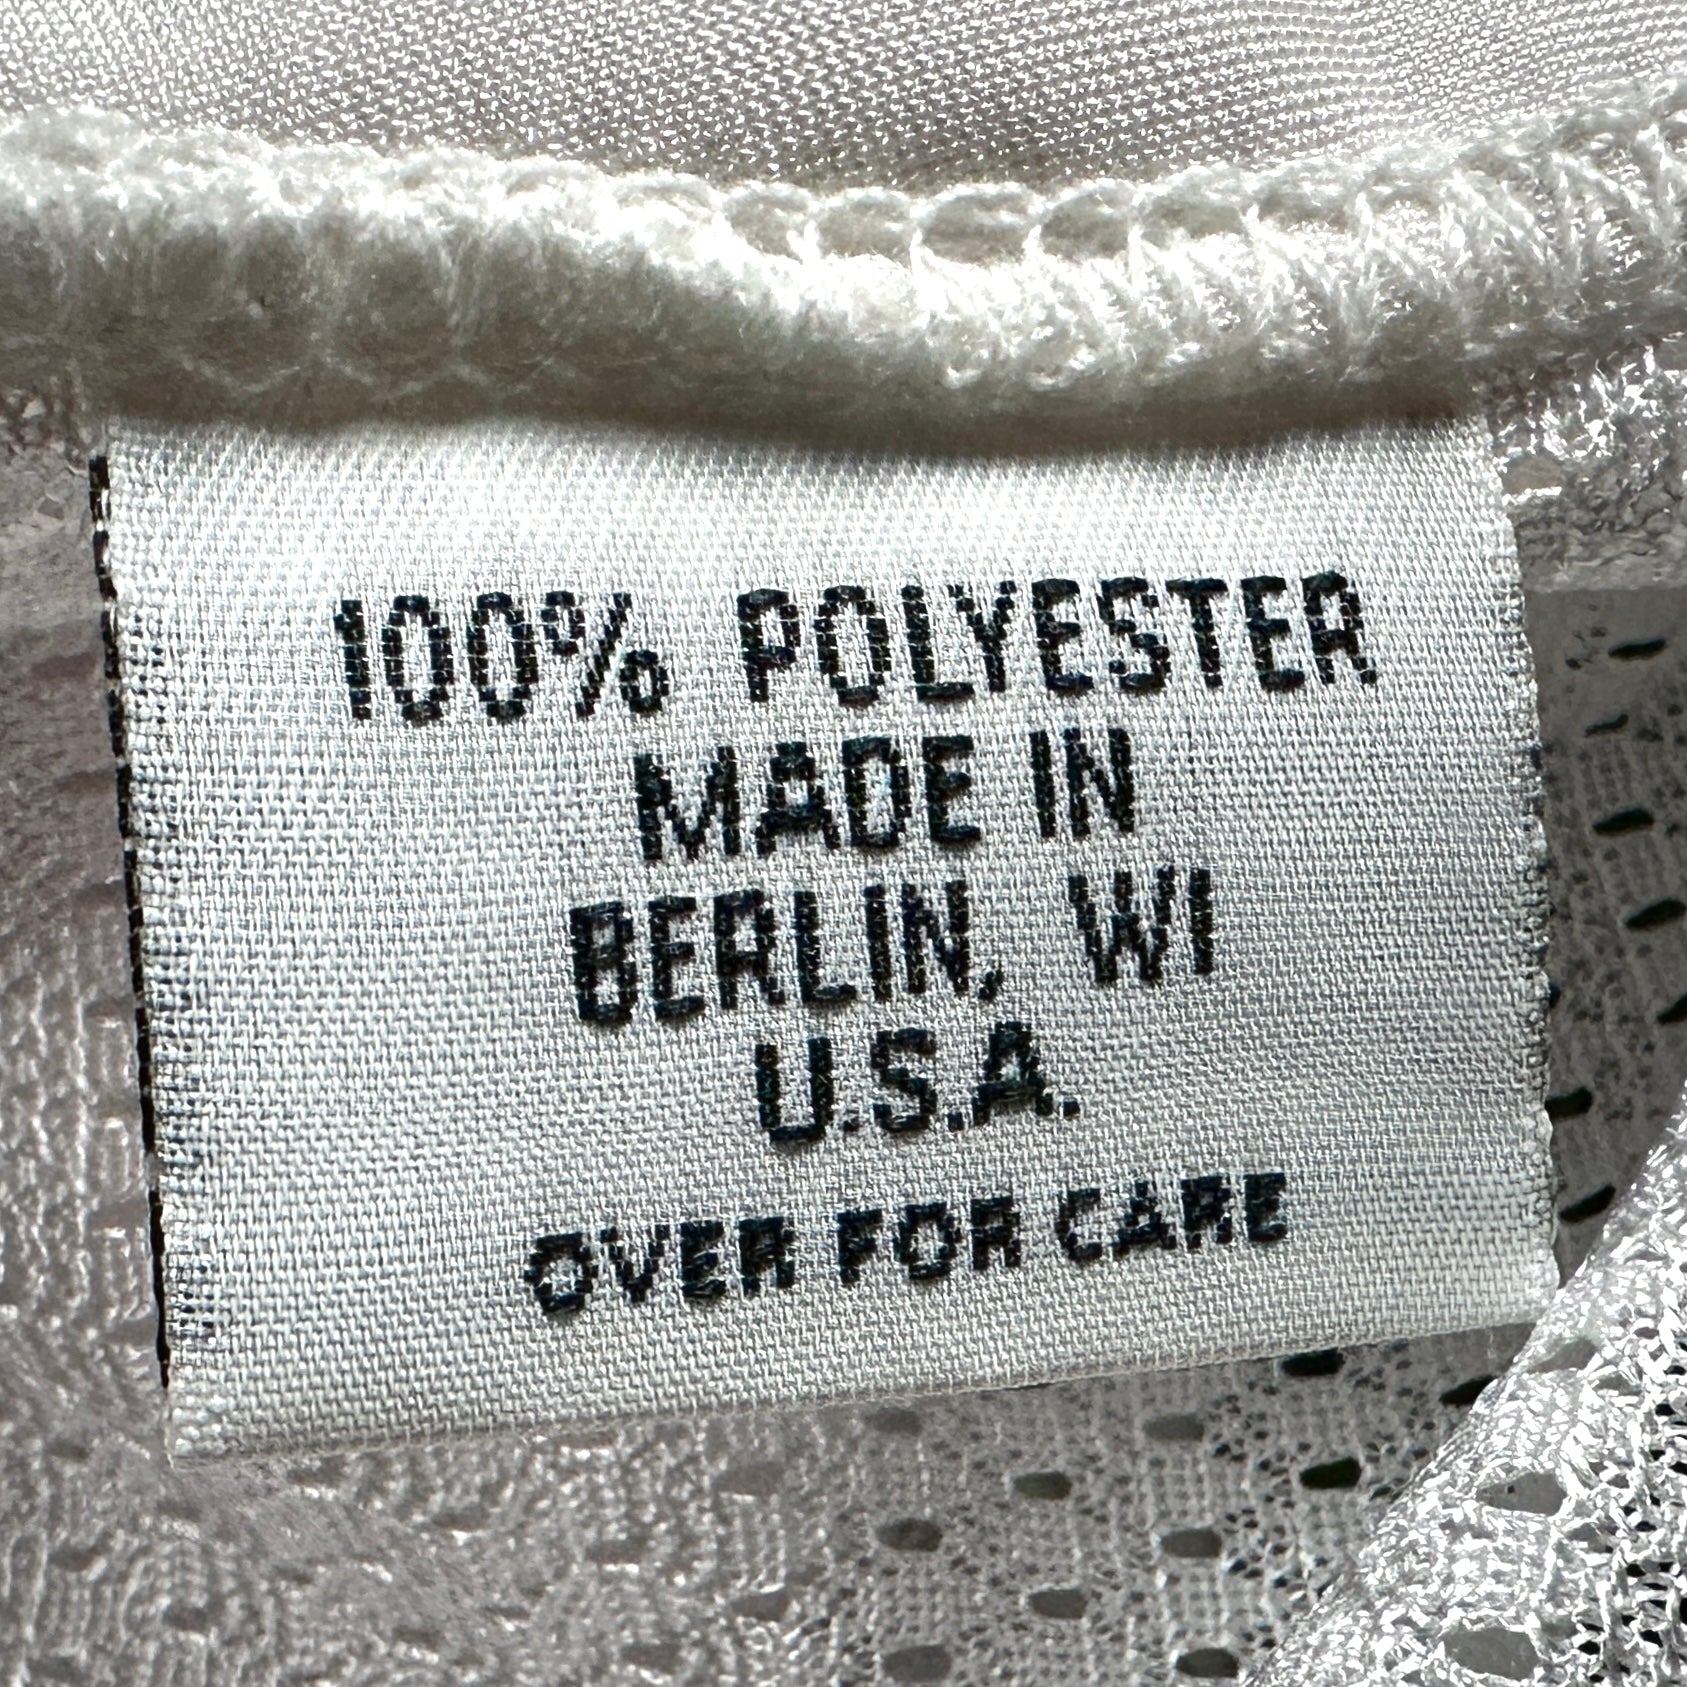 100% POLYESTER
MADE IN
BERLIN, WI
U.S.A.
OVER FOR CARE